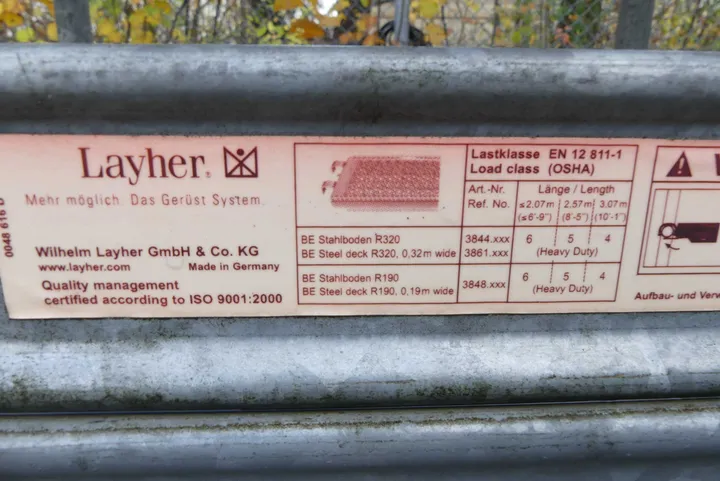 Layher.
Mehr möglich. Das Gerüst System.
0048 616 D
Wilhelm Layher GmbH & Co. KG
www.layher.com Made in Germany
Quality management
certified according to ISO 9001:2000
Lastklasse EN 12 811-1
Load class (OSHA)
Art.-Nr. Länge / Length
Ref. No. ≤2.07m 2.57m 3.07m
(≤6'-9") (8'-5") (10'-1")
BE Stahlboden R320 3844.xxx 6 5 4
BE Steel deck R320, 0,32m wide 3861.xxx (Heavy Duty)
BE Stahlboden R190 6 5 4
BE Steel deck R190, 0,19m wide 3848.xxx (Heavy Duty)
Aufbau- und Verw